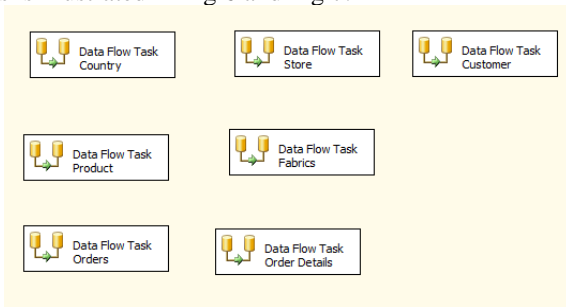 Data Flow Task
Country
Data Flow Task
Store
Data Flow Task
Customer
Data Flow Task
Product
Data Flow Task
Fabrics
Data Flow Task
Orders
Data Flow Task
Order Details